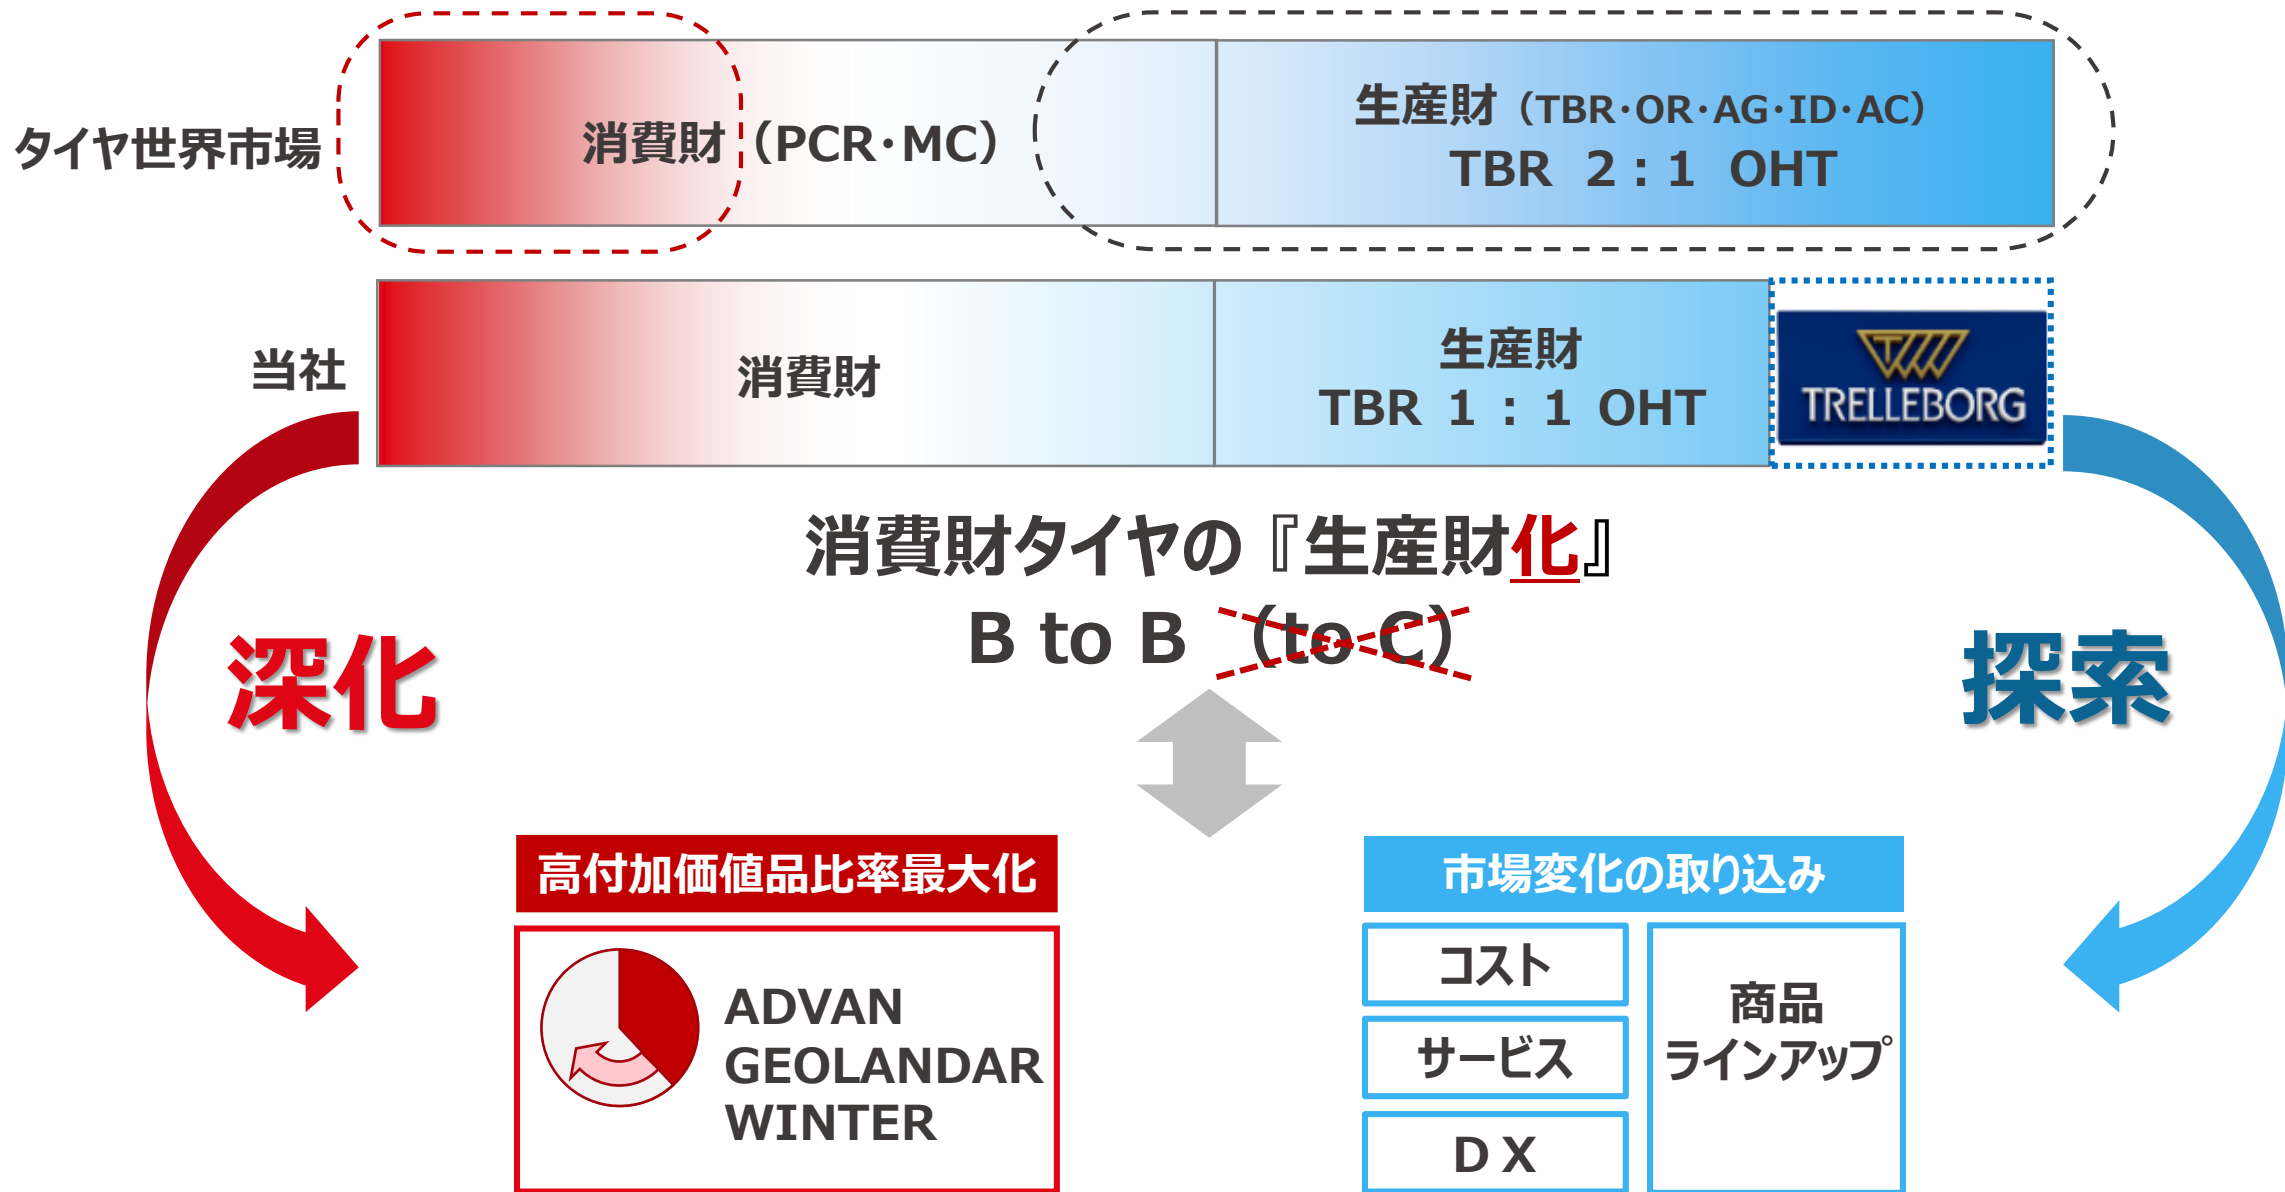 タイヤ世界市場
消費財（PCR・MC）
生産財（TBR・OR・AG・ID・AC）
TBR 2：1 OHT
当社
消費財
生産財
TBR 1 : 1 OHT
TRELLEBORG
消費財タイヤの『生産財化』
B to B （to C）
深化
探索
高付加価値品比率最大化
ADVAN
GEOLANDAR
WINTER
市場変化の取り込み
コスト
サービス
ＤＸ
商品
ラインアップ